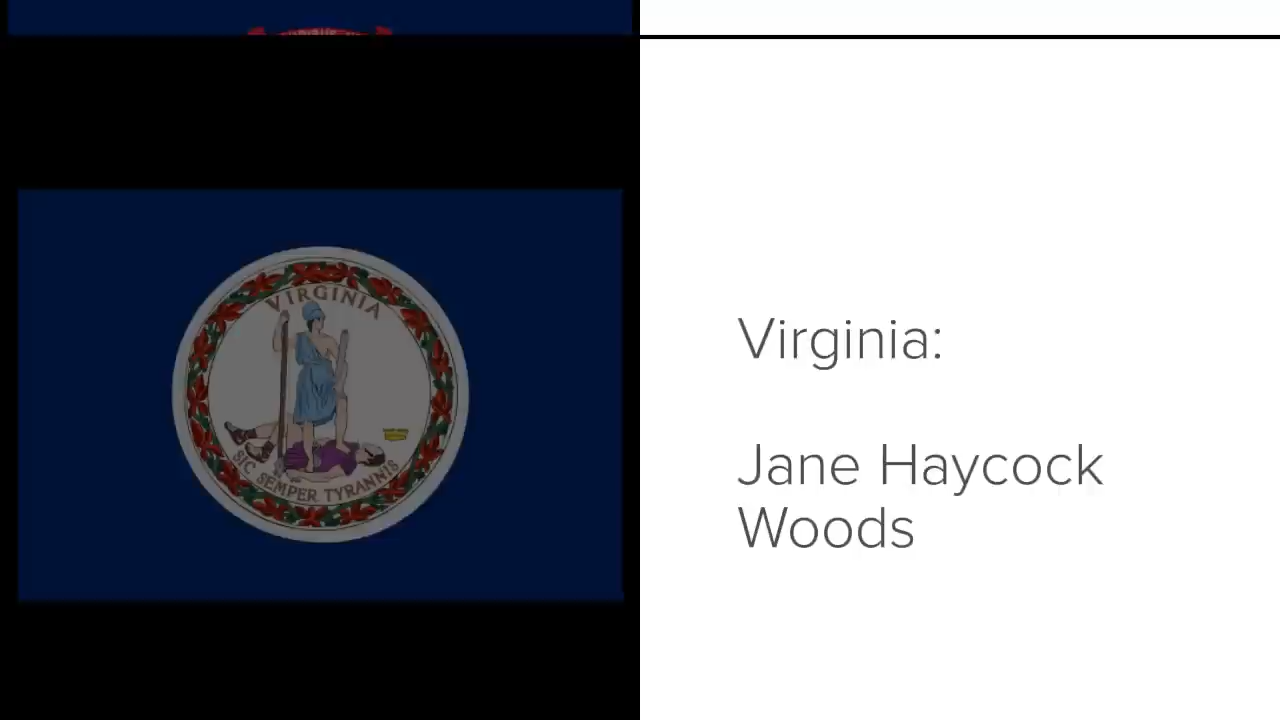 VIRGINIA
SIC SEMPER TYRANNIS
Virginia:
Jane Haycock
Woods